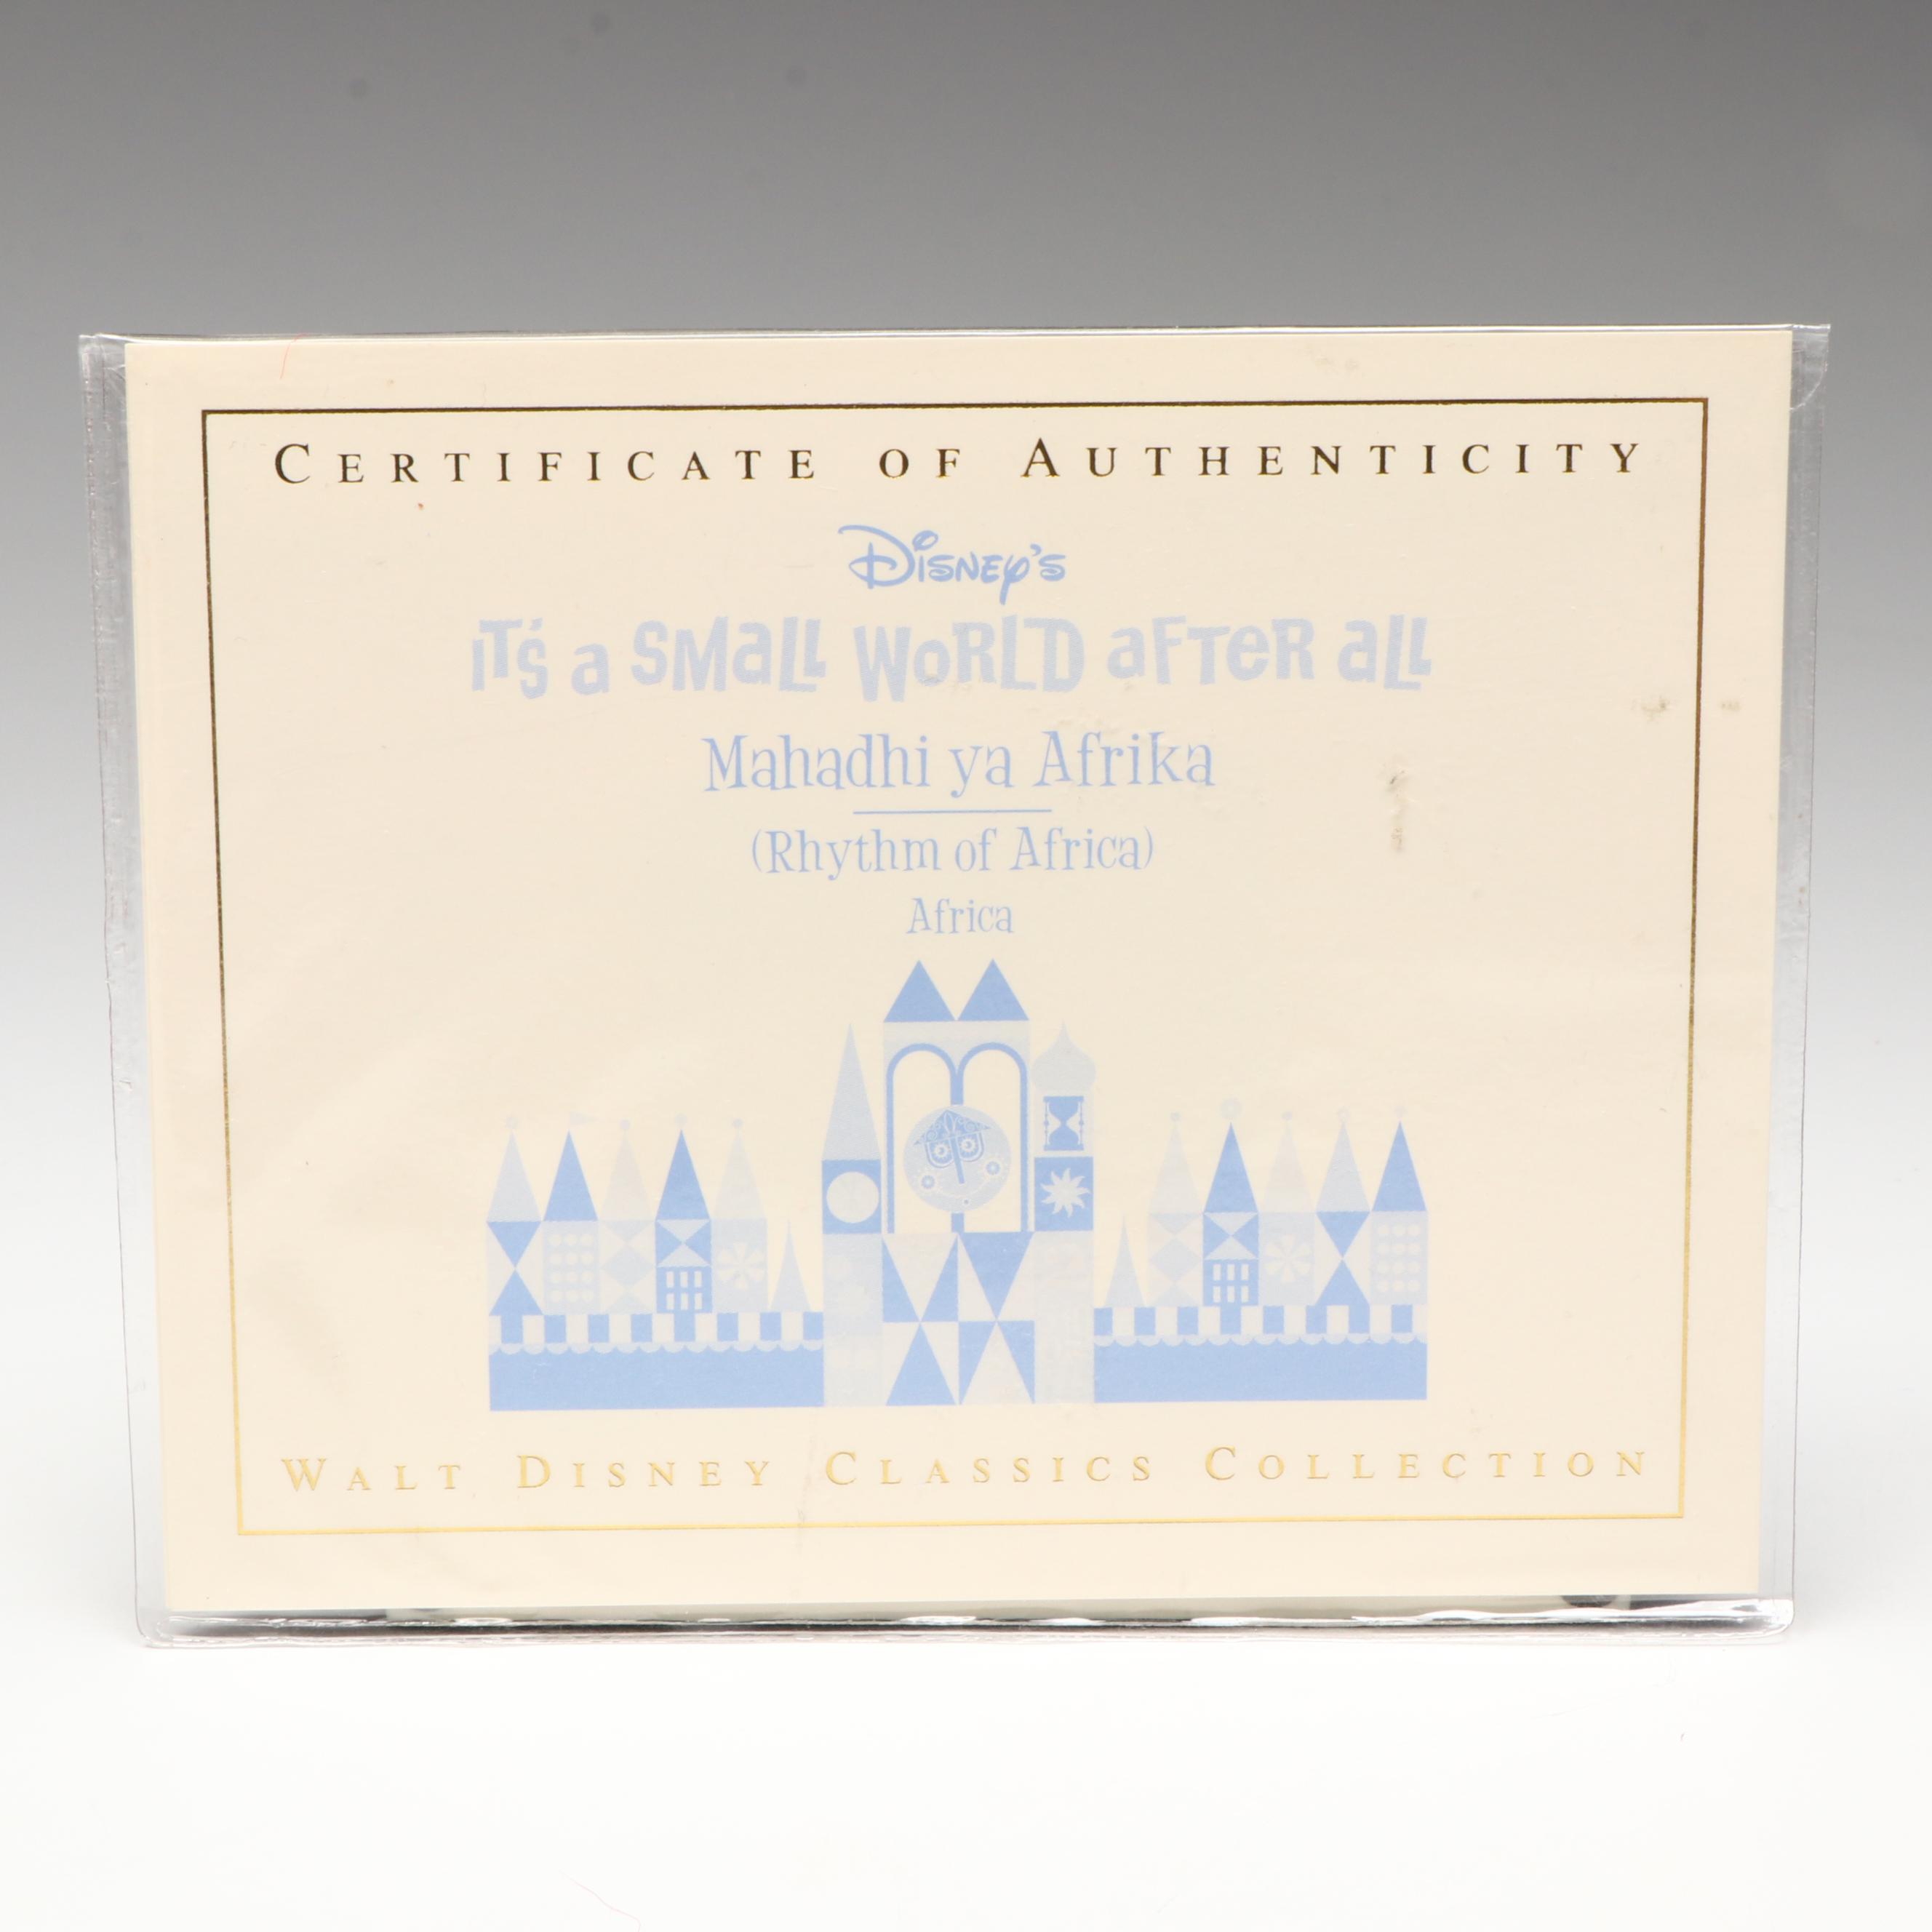 CERTIFICATE OF AUTHENTICITY
DISNEY'S
IT'S a SMALL WORLD aFTER aLL
Mahadhi ya Afrika
(Rhythm of Africa)
Africa
WALT DISNEY CLASSICS COLLECTION